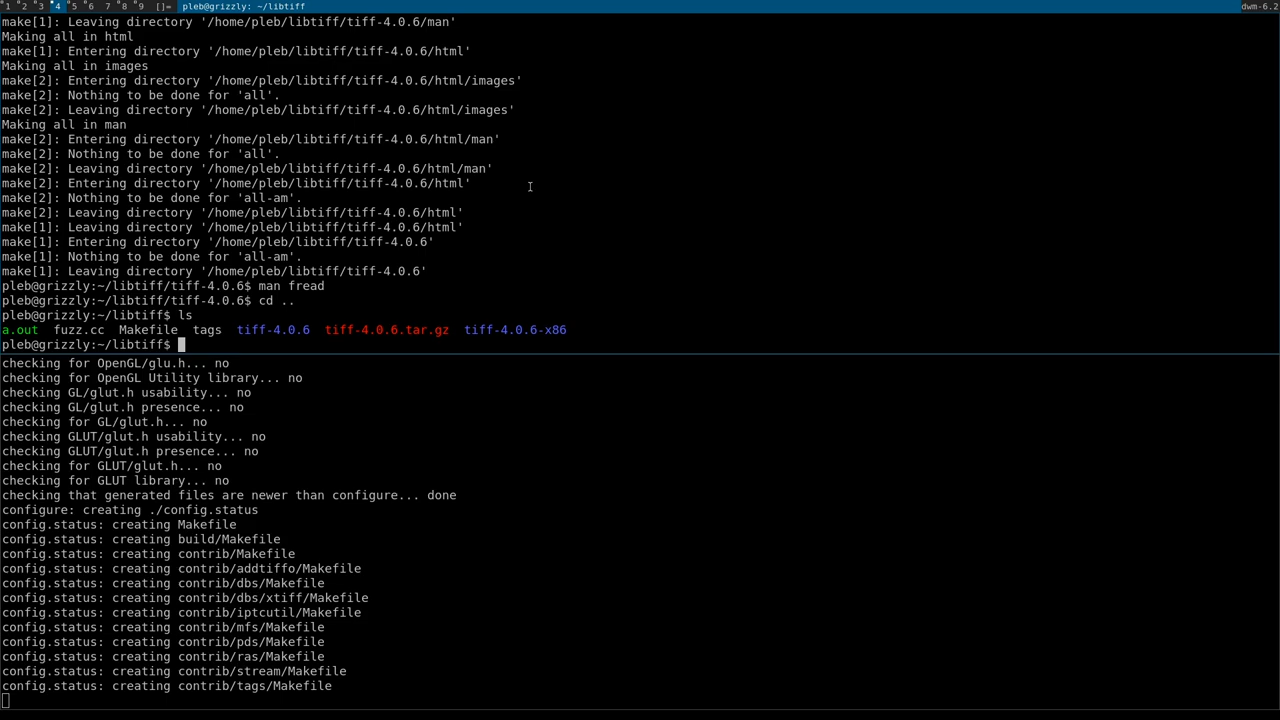 1 2 3 4 5 6 7 8 9 []= pleb@grizzly: ~/libtiff dwm-6.2
make[1]: Leaving directory '/home/pleb/libtiff/tiff-4.0.6/man'
Making all in html
make[1]: Entering directory '/home/pleb/libtiff/tiff-4.0.6/html'
Making all in images
make[2]: Entering directory '/home/pleb/libtiff/tiff-4.0.6/html/images'
make[2]: Nothing to be done for 'all'.
make[2]: Leaving directory '/home/pleb/libtiff/tiff-4.0.6/html/images'
Making all in man
make[2]: Entering directory '/home/pleb/libtiff/tiff-4.0.6/html/man'
make[2]: Nothing to be done for 'all'.
make[2]: Leaving directory '/home/pleb/libtiff/tiff-4.0.6/html/man'
make[2]: Entering directory '/home/pleb/libtiff/tiff-4.0.6/html'
make[2]: Nothing to be done for 'all-am'.
make[2]: Leaving directory '/home/pleb/libtiff/tiff-4.0.6/html'
make[1]: Leaving directory '/home/pleb/libtiff/tiff-4.0.6/html'
make[1]: Entering directory '/home/pleb/libtiff/tiff-4.0.6'
make[1]: Nothing to be done for 'all-am'.
make[1]: Leaving directory '/home/pleb/libtiff/tiff-4.0.6'
pleb@grizzly:~/libtiff/tiff-4.0.6$ man fread
pleb@grizzly:~/libtiff/tiff-4.0.6$ cd ..
pleb@grizzly:~/libtiff$ ls
a.out fuzz.cc Makefile tags tiff-4.0.6 tiff-4.0.6.tar.gz tiff-4.0.6-x86
pleb@grizzly:~/libtiff$
checking for OpenGL/glu.h... no
checking for OpenGL Utility library... no
checking GL/glut.h usability... no
checking GL/glut.h presence... no
checking for GL/glut.h... no
checking GLUT/glut.h usability... no
checking GLUT/glut.h presence... no
checking for GLUT/glut.h... no
checking for GLUT library... no
checking that generated files are newer than configure... done
configure: creating ./config.status
config.status: creating Makefile
config.status: creating build/Makefile
config.status: creating contrib/Makefile
config.status: creating contrib/addtiffo/Makefile
config.status: creating contrib/dbs/Makefile
config.status: creating contrib/dbs/xtiff/Makefile
config.status: creating contrib/iptcutil/Makefile
config.status: creating contrib/mfs/Makefile
config.status: creating contrib/pds/Makefile
config.status: creating contrib/ras/Makefile
config.status: creating contrib/stream/Makefile
config.status: creating contrib/tags/Makefile